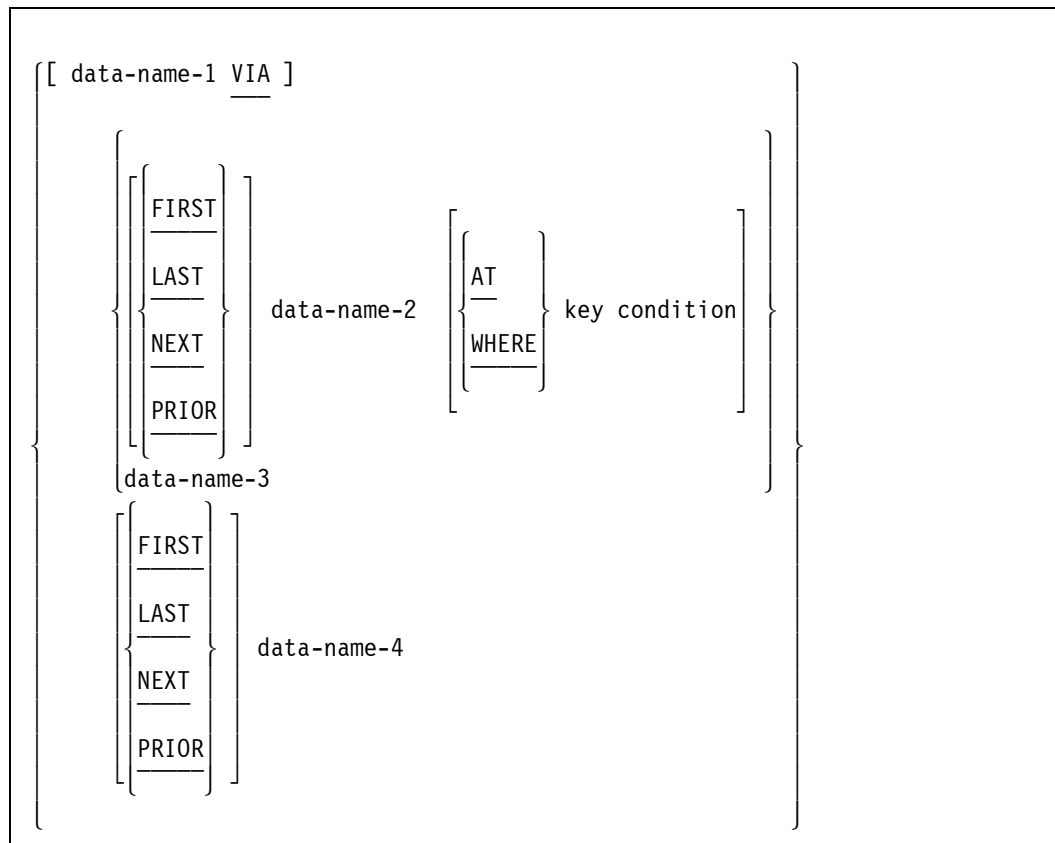 [ data-name-1 VIA ]
FIRST
LAST
NEXT
PRIOR
data-name-2
AT
WHERE
key condition
data-name-3
FIRST
LAST
NEXT
PRIOR
data-name-4